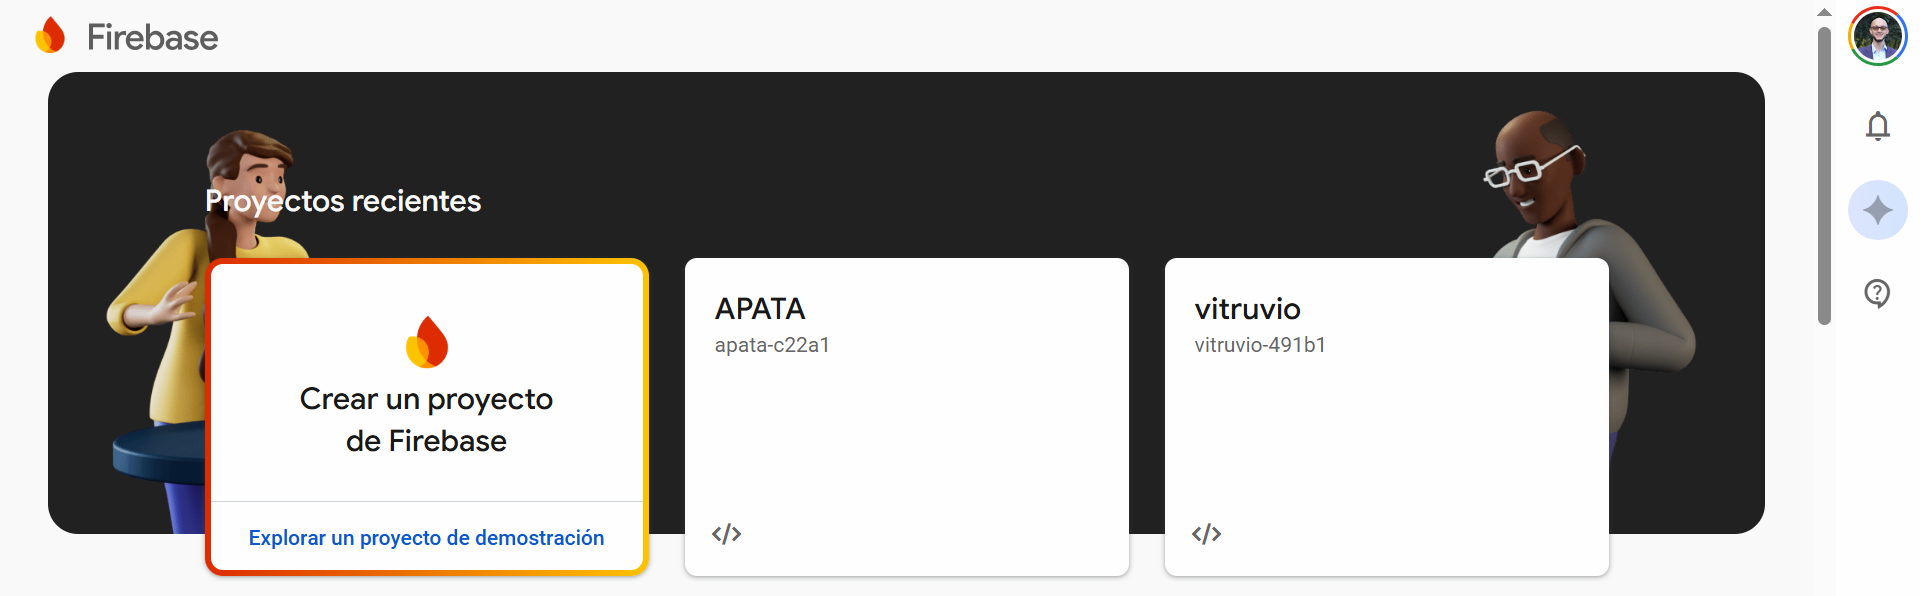 Firebase
Proyectos recientes
Crear un proyecto
de Firebase
Explorar un proyecto de demostración
APATA
apata-c22a1
</>
vitruvio
vitruvio-491b1
</>